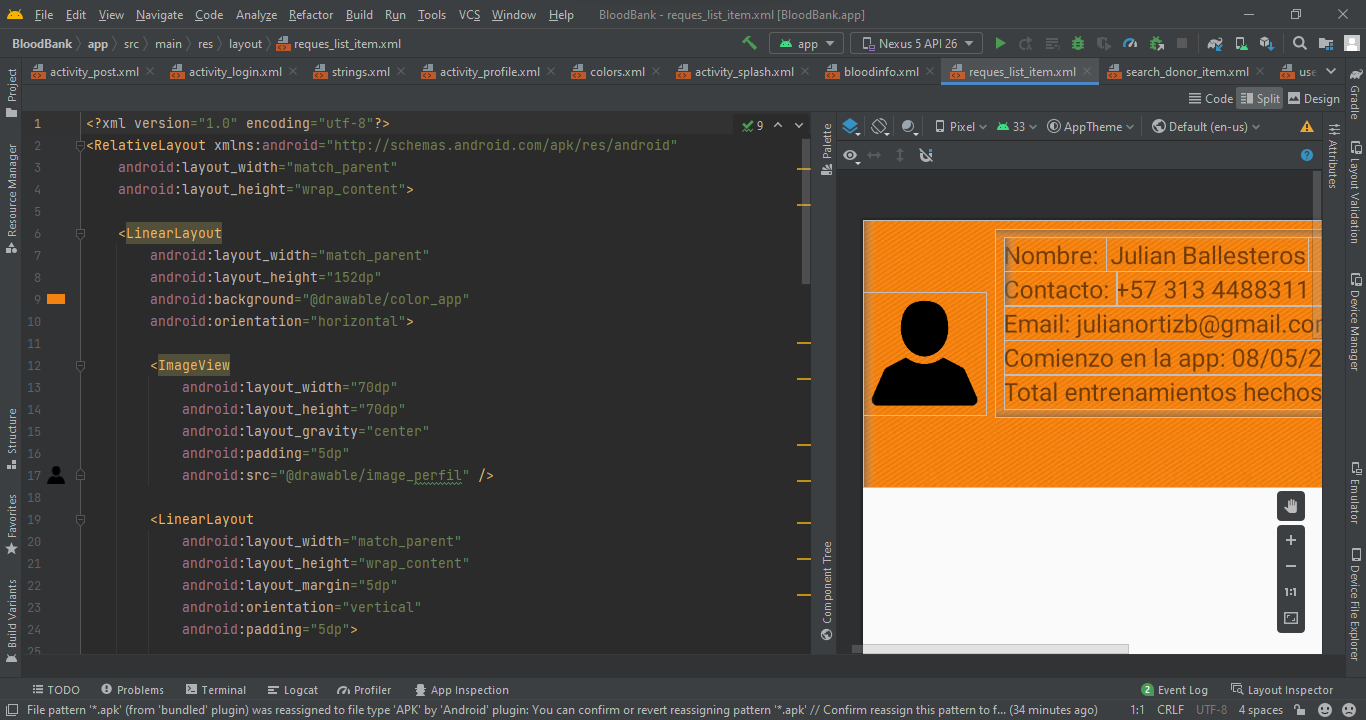 File Edit View Navigate Code Analyze Refactor Build Run Tools VCS Window Help BloodBank - reques_list_item.xml [BloodBank.app]
BloodBank app src main res layout reques_list_item.xml app Nexus 5 API 26
activity_post.xml activity_login.xml strings.xml activity_profile.xml colors.xml activity_splash.xml bloodinfo.xml reques_list_item.xml search_donor_item.xml use
Code Split Design
1 <?xml version="1.0" encoding="utf-8"?>
2 <RelativeLayout xmlns:android="http://schemas.android.com/apk/res/android"
3 android:layout_width="match_parent"
4 android:layout_height="wrap_content">
5
6 <LinearLayout
7 android:layout_width="match_parent"
8 android:layout_height="152dp"
9 android:background="@drawable/color_app"
10 android:orientation="horizontal">
11
12 <ImageView
13 android:layout_width="70dp"
14 android:layout_height="70dp"
15 android:layout_gravity="center"
16 android:padding="5dp"
17 android:src="@drawable/image_perfil" />
18
19 <LinearLayout
20 android:layout_width="match_parent"
21 android:layout_height="wrap_content"
22 android:layout_margin="5dp"
23 android:orientation="vertical"
24 android:padding="5dp">
25
9
Pixel 33 AppTheme Default (en-us)
?
Nombre: Julian Ballesteros
Contacto: +57 313 4488311
Email: julianortizb@gmail.com
Comienzo en la app: 08/05/2
Total entrenamientos hechos
1:1
Project
Resource Manager
Structure
Favorites
Build Variants
Palette
Component Tree
Attributes
Gradle
Layout Validation
Device Manager
Emulator
Device File Explorer
TODO Problems Terminal Logcat Profiler App Inspection 2 Event Log Layout Inspector
File pattern '*.apk' (from 'bundled' plugin) was reassigned to file type 'APK' by 'Android' plugin: You can confirm or revert reassigning pattern '*.apk' // Confirm reassign this pattern to f... (34 minutes ago) 1:1 CRLF UTF-8 4 spaces